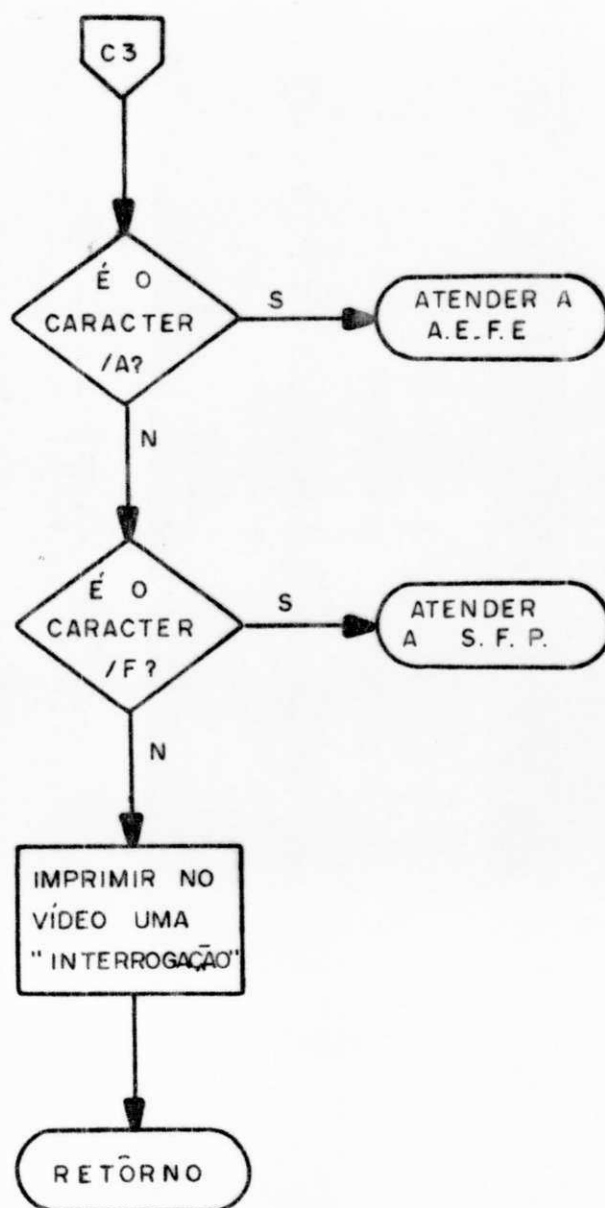 C3
É O
CARACTER
/A?
S
ATENDER A
A.E.F.E
N
É O
CARACTER
/F?
S
ATENDER
A S.F.P.
N
IMPRIMIR NO
VÍDEO UMA
"INTERROGAÇÃO"
RETÔRNO